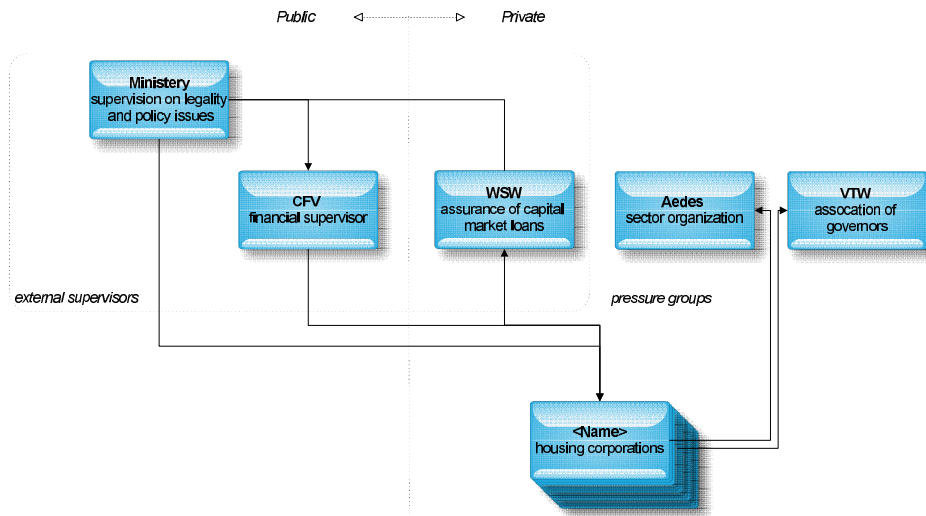 Public
Private
Ministery
supervision on legality
and policy issues
CFV
financial supervisor
WSW
assurance of capital
market loans
Aedes
sector organization
VTW
assocation of
governors
external supervisors
pressure groups
<Name>
housing corporations